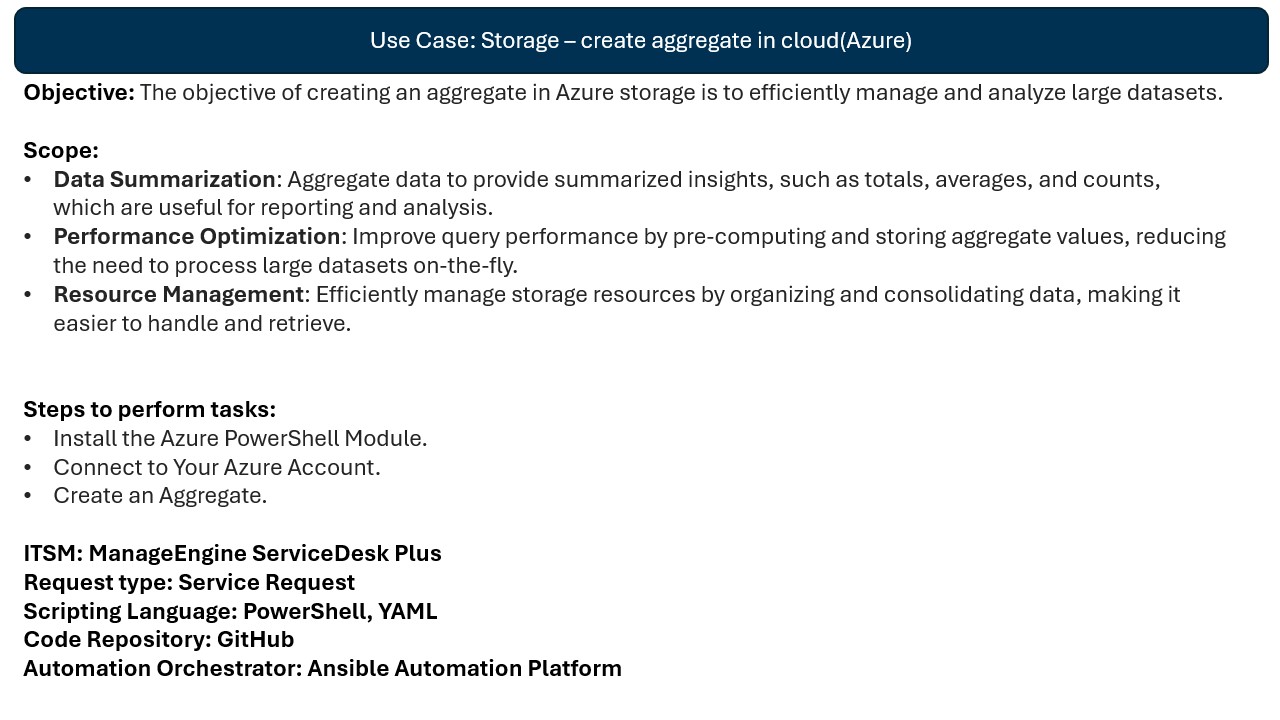 Use Case: Storage – create aggregate in cloud(Azure)
Objective: The objective of creating an aggregate in Azure storage is to efficiently manage and analyze large datasets.
Scope:
• Data Summarization: Aggregate data to provide summarized insights, such as totals, averages, and counts,
which are useful for reporting and analysis.
• Performance Optimization: Improve query performance by pre-computing and storing aggregate values, reducing
the need to process large datasets on-the-fly.
• Resource Management: Efficiently manage storage resources by organizing and consolidating data, making it
easier to handle and retrieve.
Steps to perform tasks:
• Install the Azure PowerShell Module.
• Connect to Your Azure Account.
• Create an Aggregate.
ITSM: ManageEngine ServiceDesk Plus
Request type: Service Request
Scripting Language: PowerShell, YAML
Code Repository: GitHub
Automation Orchestrator: Ansible Automation Platform